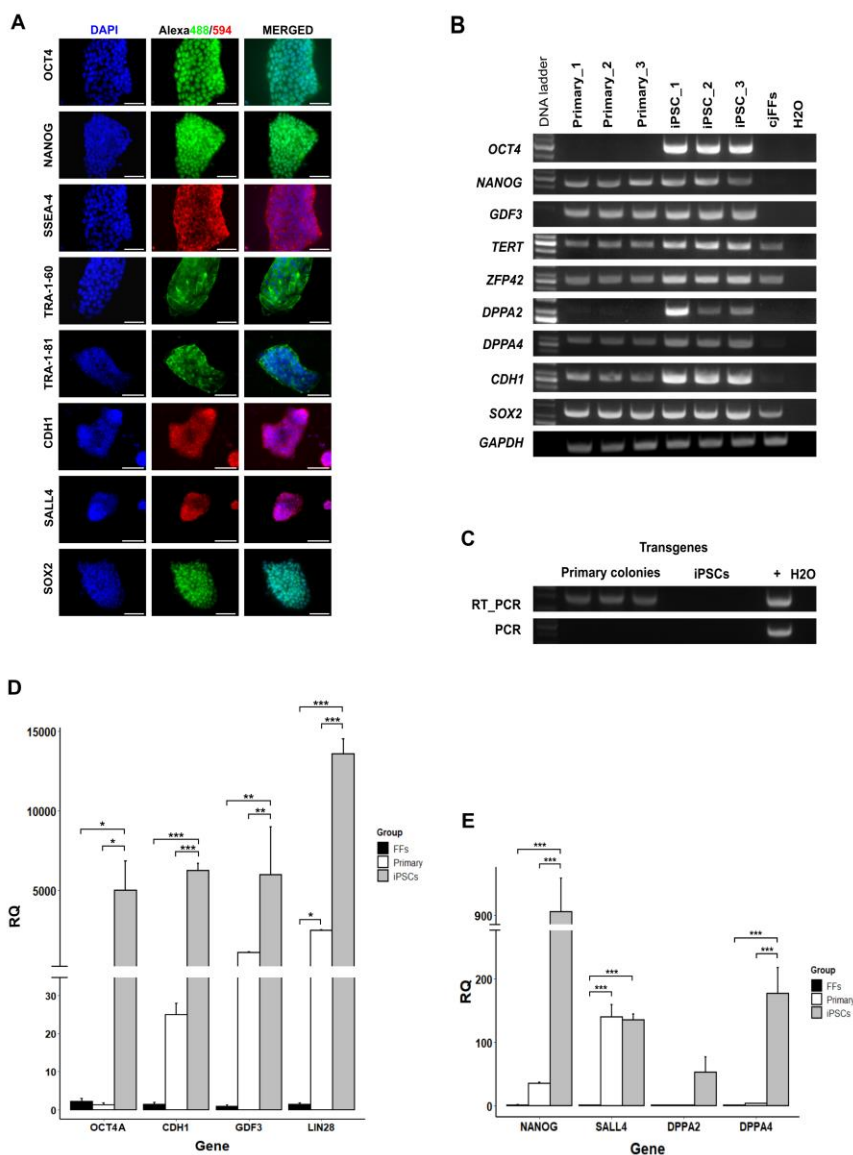 A
DAPI Alexa488/594 MERGED
OCT4
NANOG
SSEA-4
TRA-1-60
TRA-1-81
CDH1
SALL4
SOX2
B
DNA ladder Primary_1 Primary_2 Primary_3 iPSC_1 iPSC_2 iPSC_3 cjFFs H2O
OCT4
NANOG
GDF3
TERT
ZFP42
DPPA2
DPPA4
CDH1
SOX2
GAPDH
C
Transgenes
Primary colonies iPSCs + H2O
RT_PCR
PCR
D
15000
10000
5000
30
20
10
0
RQ
* * *** *** ** ** * *** ***
OCT4A CDH1 GDF3 LIN28
Gene
Group
FFs
Primary
iPSCs
E
900
200
100
0
RQ
*** *** *** *** *** ***
NANOG SALL4 DPPA2 DPPA4
Gene
Group
FFs
Primary
iPSCs